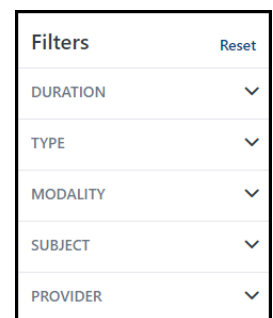 Filters Reset
DURATION
TYPE
MODALITY
SUBJECT
PROVIDER